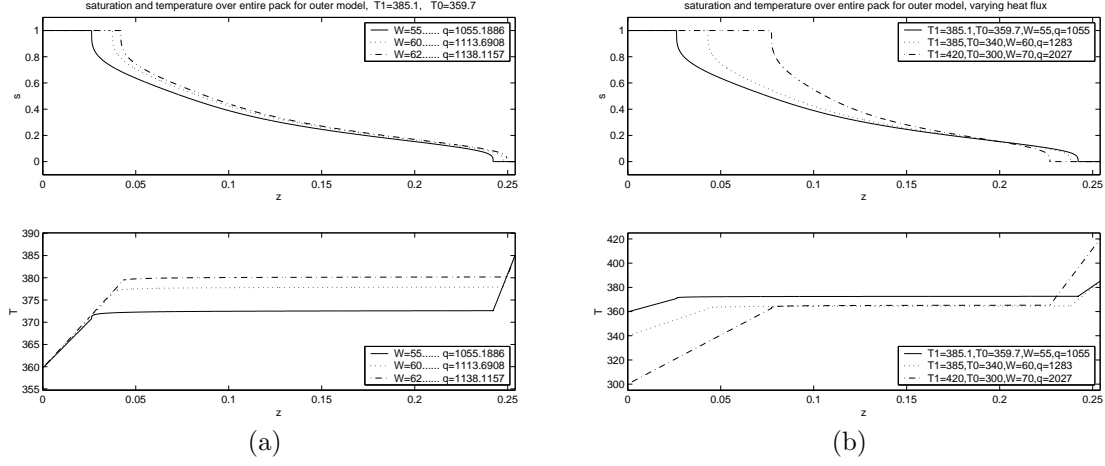 saturation and temperature over entire pack for outer model, T1=385.1, T0=359.7
1
0.8
0.6
0.4
0.2
0
s
0
0.05
0.1
0.15
0.2
0.25
z
W=55...... q=1055.1886
W=60...... q=1113.6908
W=62...... q=1138.1157
390
385
380
375
370
365
360
355
T
0
0.05
0.1
0.15
0.2
0.25
z
W=55...... q=1055.1886
W=60...... q=1113.6908
W=62...... q=1138.1157
(a)
saturation and temperature over entire pack for outer model, varying heat flux
1
0.8
0.6
0.4
0.2
0
s
0
0.05
0.1
0.15
0.2
0.25
z
T1=385.1,T0=359.7,W=55,q=1055
T1=385,T0=340,W=60,q=1283
T1=420,T0=300,W=70,q=2027
420
400
380
360
340
320
300
T
0
0.05
0.1
0.15
0.2
0.25
z
T1=385.1,T0=359.7,W=55,q=1055
T1=385,T0=340,W=60,q=1283
T1=420,T0=300,W=70,q=2027
(b)